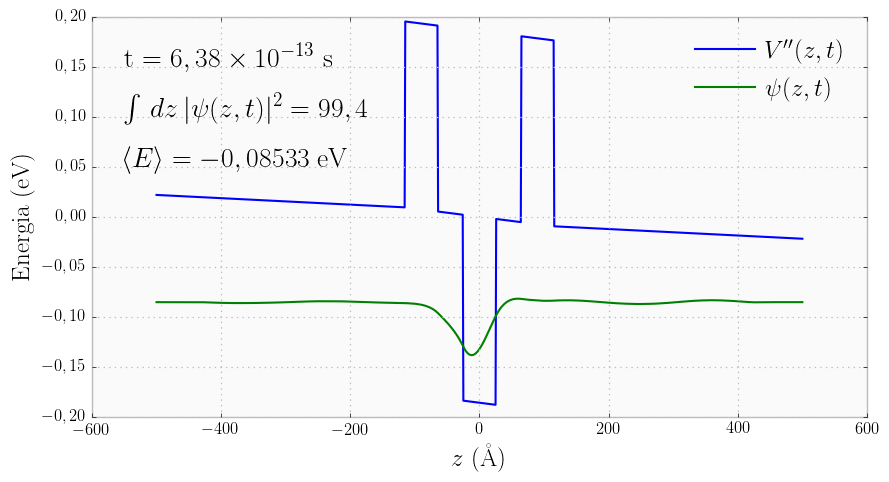 t = 6,38 × 10⁻¹³ s
∫ dz |ψ(z,t)|² = 99,4
⟨E⟩ = −0,08533 eV
V″(z,t)
ψ(z,t)
Energia (eV)
0,20
0,15
0,10
0,05
0,00
−0,05
−0,10
−0,15
−0,20
−600 −400 −200 0 200 400 600
z (Å)